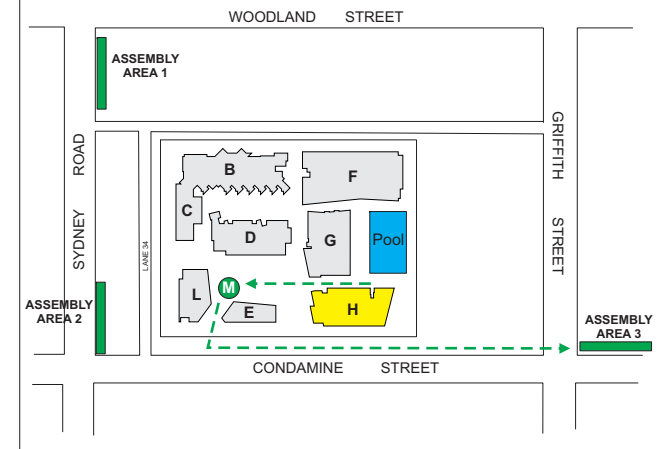 WOODLAND STREET
ASSEMBLY
AREA 1
SYDNEY ROAD
GRIFFITH STREET
LANE 34
B
F
C
D
G
Pool
L
M
E
H
ASSEMBLY
AREA 2
ASSEMBLY
AREA 3
CONDAMINE STREET